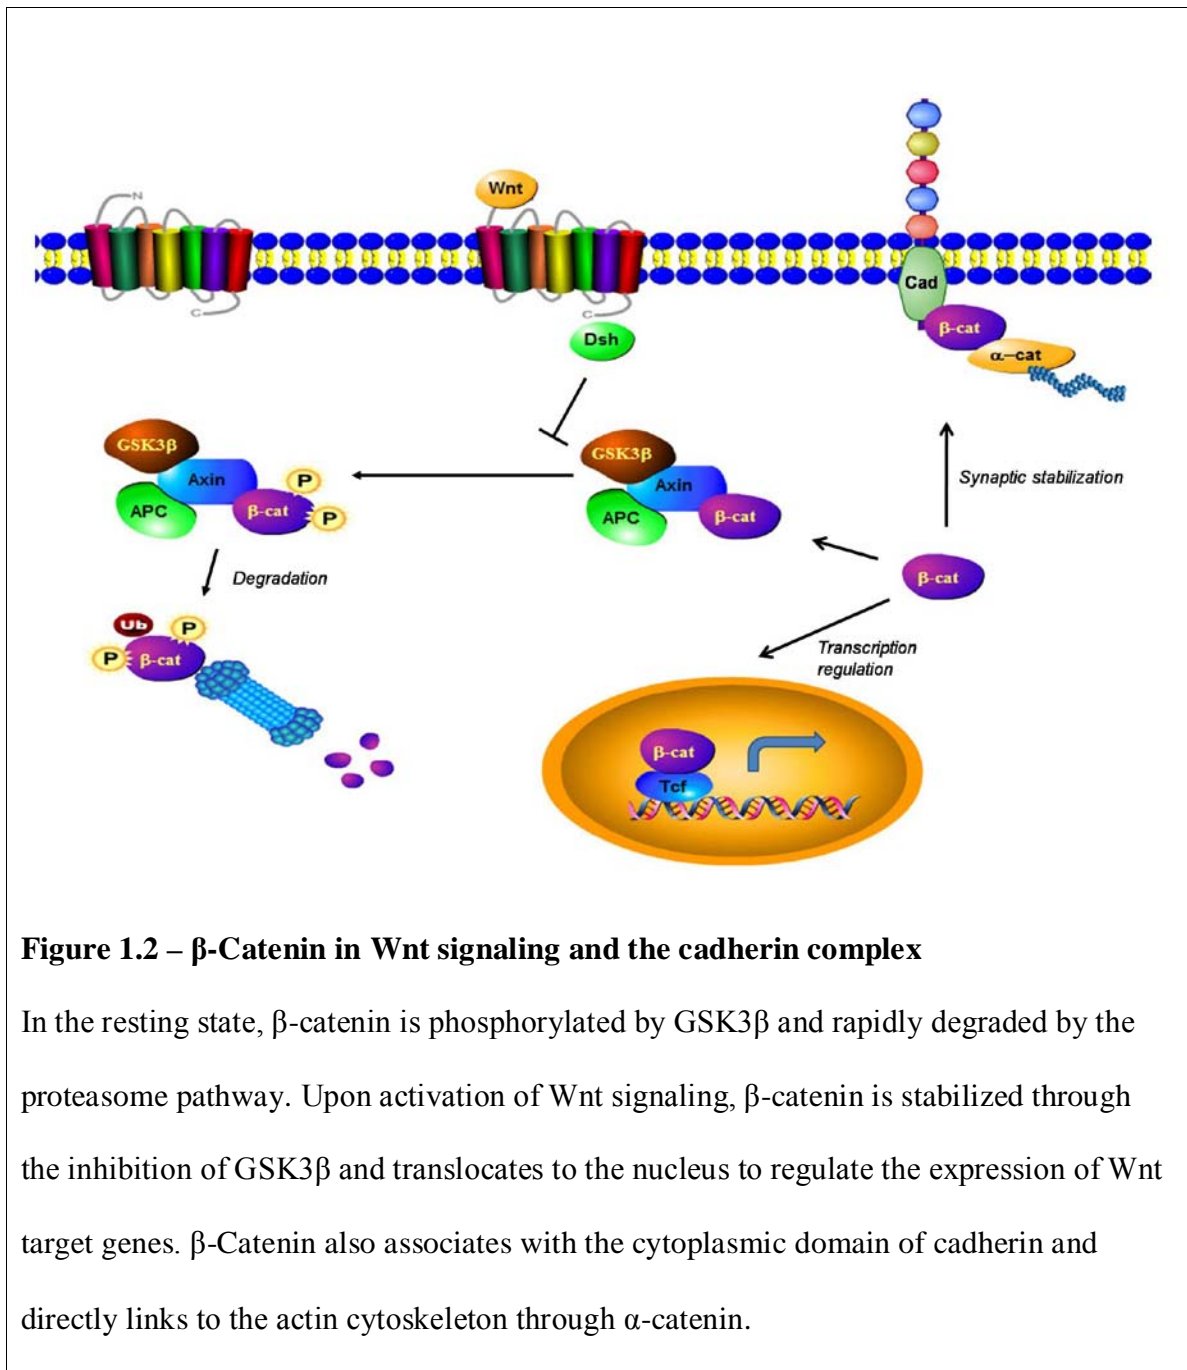 N
Wnt
C
C
Dsh
Cad
β-cat
α–cat
GSK3β
Axin
APC
β-cat
P
P
GSK3β
Axin
APC
β-cat
Synaptic stabilization
β-cat
Degradation
Ub
P
P
β-cat
Transcription
regulation
β-cat
Tcf
Figure 1.2 – β-Catenin in Wnt signaling and the cadherin complex
In the resting state, β-catenin is phosphorylated by GSK3β and rapidly degraded by the
proteasome pathway. Upon activation of Wnt signaling, β-catenin is stabilized through
the inhibition of GSK3β and translocates to the nucleus to regulate the expression of Wnt
target genes. β-Catenin also associates with the cytoplasmic domain of cadherin and
directly links to the actin cytoskeleton through α-catenin.